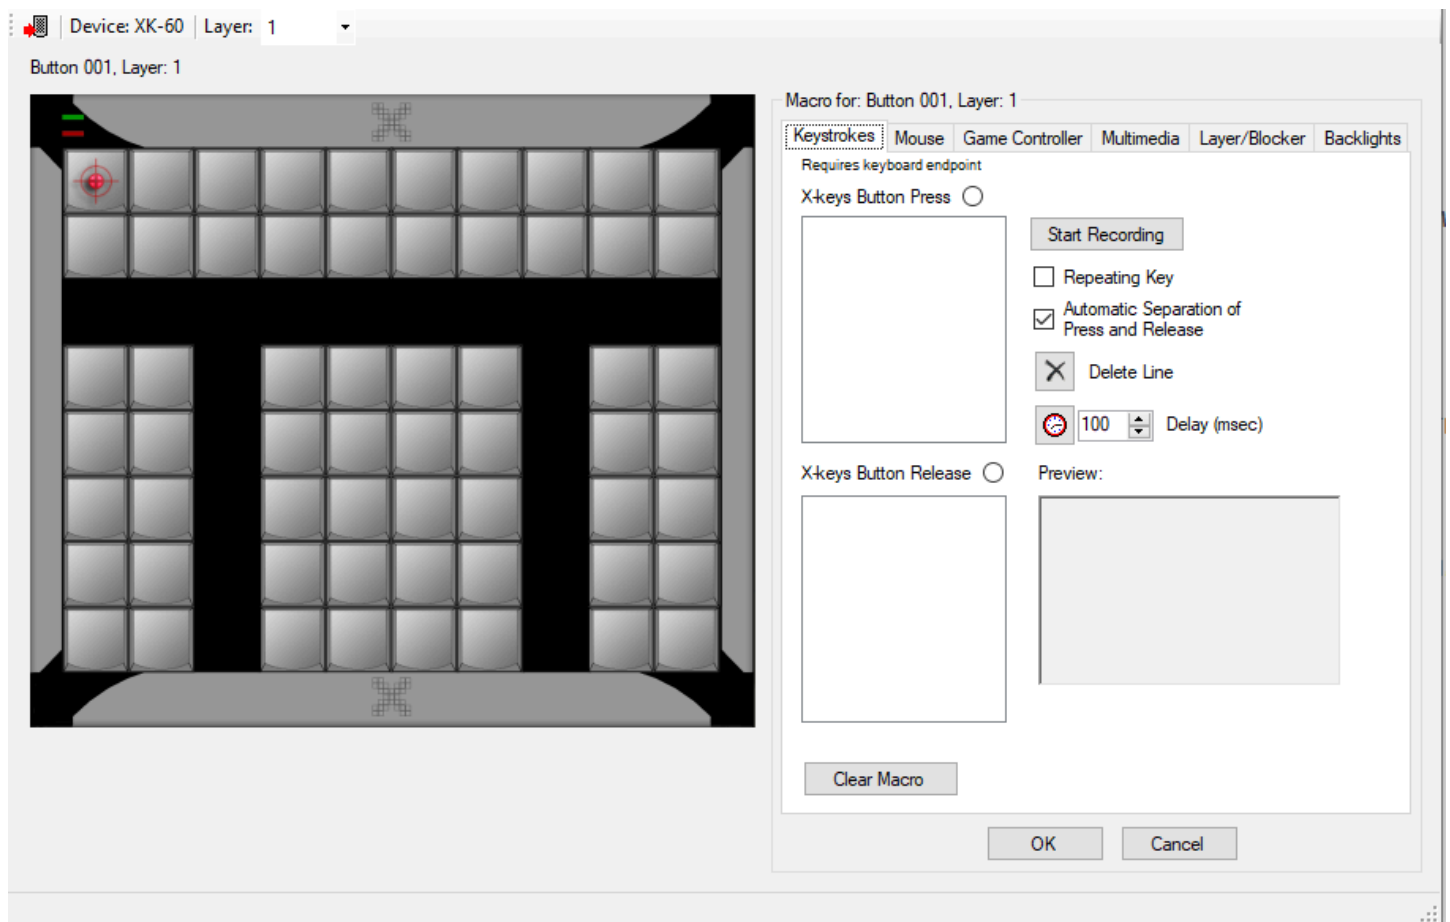 Device: XK-60 Layer: 1
Button 001, Layer: 1
Macro for: Button 001, Layer: 1
Keystrokes Mouse Game Controller Multimedia Layer/Blocker Backlights
Requires keyboard endpoint
X-keys Button Press
Start Recording
Repeating Key
Automatic Separation of
Press and Release
Delete Line
100 Delay (msec)
X-keys Button Release Preview:
Clear Macro
OK Cancel